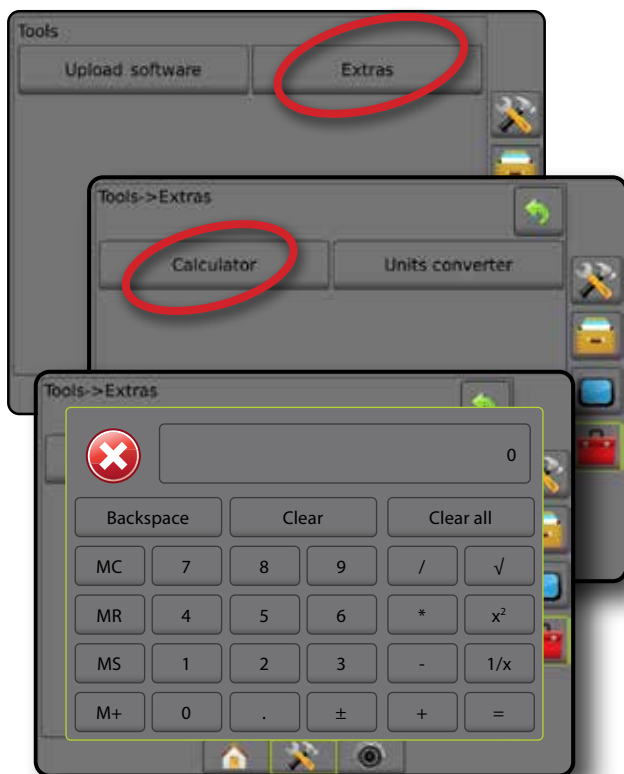 Tools
Upload software Extras
Tools->Extras
Calculator Units converter
Tools->Extras
0
Backspace Clear Clear all
MC 7 8 9 / √
MR 4 5 6 * x²
MS 1 2 3 - 1/x
M+ 0 . ± + =